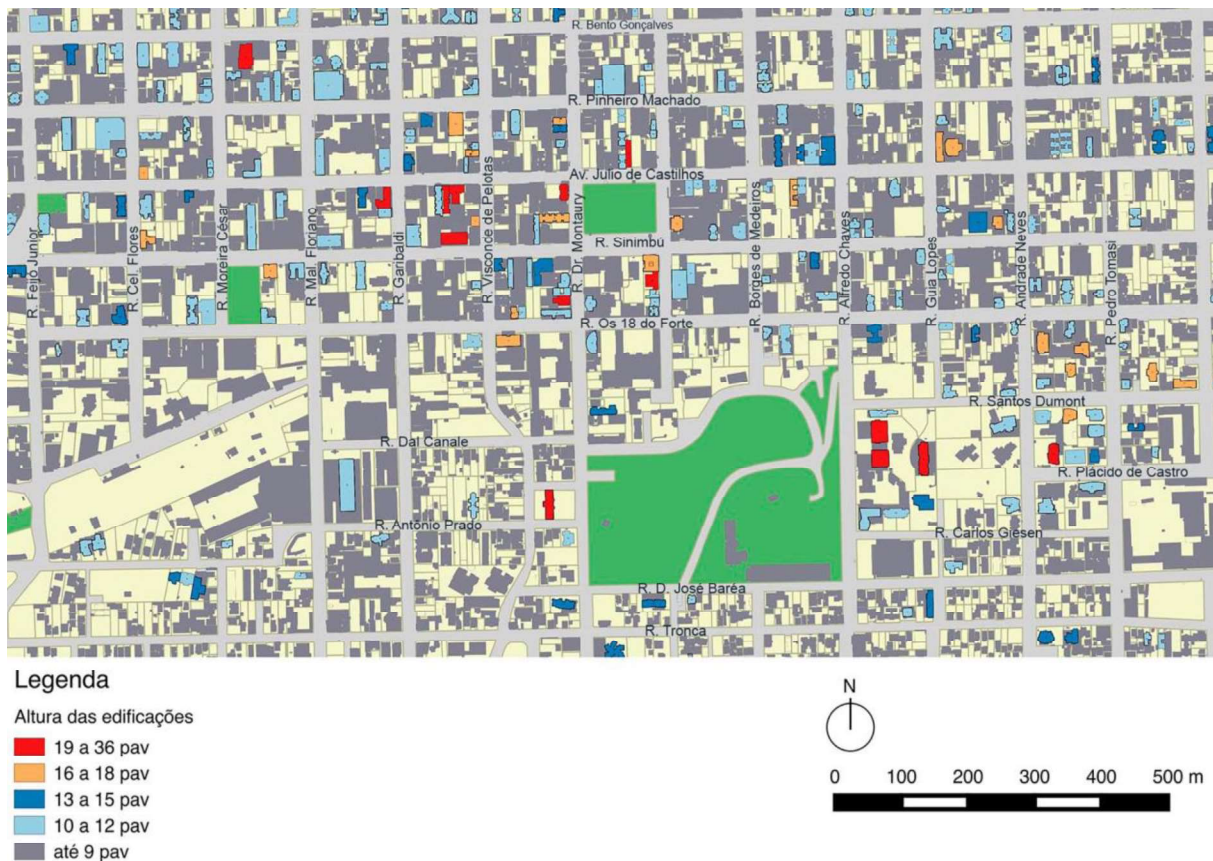 R. Bento Gonçalves
R. Pinheiro Machado
Av. Júlio de Castilhos
R. Sinimbú
R. Os 18 do Forte
R. Feijó Junior
R. Cel. Flores
R. Moreira César
R. Mal. Floriano
R. Garibaldi
R. Visconde de Pelotas
R. Dr. Montaury
R. Borges de Medeiros
R. Alfredo Chaves
R. Guia Lopes
R. Andrade Neves
R. Pedro Tomasi
R. Santos Dumont
R. Dal Canale
R. Plácido de Castro
R. Antônio Prado
R. Carlos Giesen
R. D. José Baréa
R. Tronca
Legenda
Altura das edificações
19 a 36 pav
16 a 18 pav
13 a 15 pav
10 a 12 pav
até 9 pav
N
0 100 200 300 400 500 m